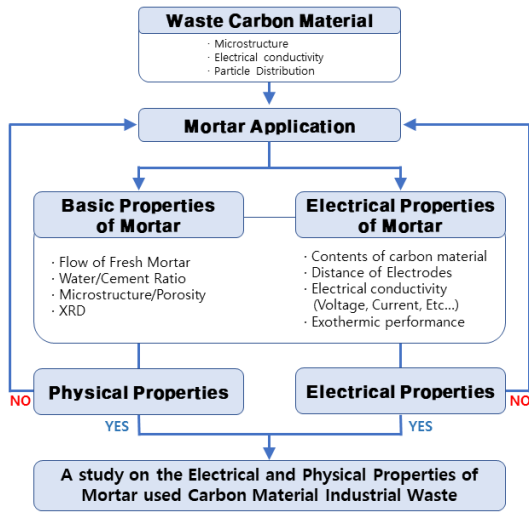 Waste Carbon Material
· Microstructure
· Electrical conductivity
· Particle Distribution
Mortar Application
Basic Properties
of Mortar
· Flow of Fresh Mortar
· Water/Cement Ratio
· Microstructure/Porosity
· XRD
Electrical Properties
of Mortar
· Contents of carbon material
· Distance of Electrodes
· Electrical conductivity
(Voltage, Current, Etc...)
· Exothermic performance
NO
Physical Properties
YES
Electrical Properties
NO
YES
A study on the Electrical and Physical Properties of
Mortar used Carbon Material Industrial Waste